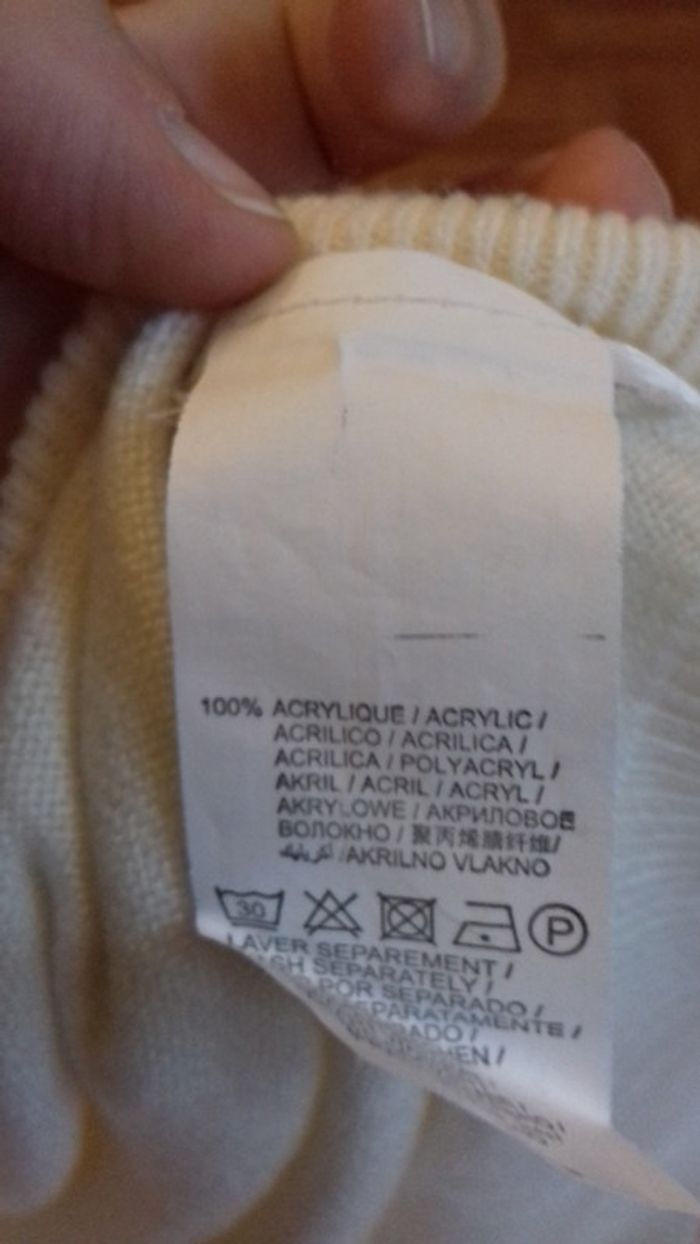 100% ACRYLIQUE / ACRYLIC /
ACRILICO / ACRILICA /
ACRILICA / POLYACRYL /
AKRIL / ACRIL / ACRYL /
AKRYLOWE / АКРИЛОВОЕ
ВОЛОКНО / 聚丙烯腈纤维/
/AKRILNO VLAKNO
30 P
LAVER SEPAREMENT /
SEPARATELY /
POR SEPARADO /